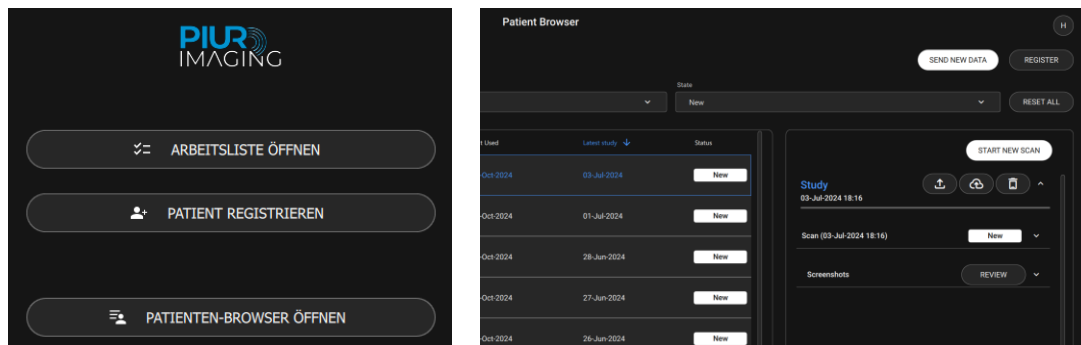 PIUR
IMAGING
ARBEITSLISTE ÖFFNEN
PATIENT REGISTRIEREN
PATIENTEN-BROWSER ÖFFNEN
Patient Browser
H
SEND NEW DATA
REGISTER
State
New
RESET ALL
Used
Latest study
Status
-Oct-2024
03-Jul-2024
New
-Oct-2024
01-Jul-2024
New
-Oct-2024
28-Jun-2024
New
-Oct-2024
27-Jun-2024
New
-Oct-2024
26-Jun-2024
New
START NEW SCAN
Study
03-Jul-2024 18:16
Scan (03-Jul-2024 18:16)
New
Screenshots
REVIEW